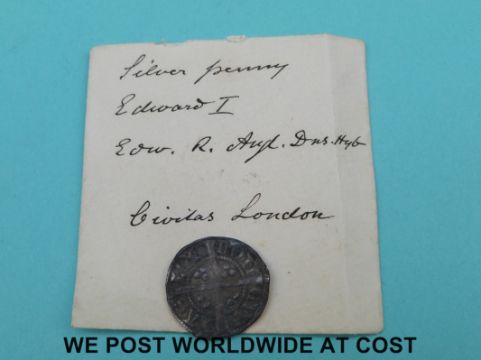 Silver penny
Edward I
Edw. R. Angl. Dns. Hyb
Civitas London
WE POST WORLDWIDE AT COST